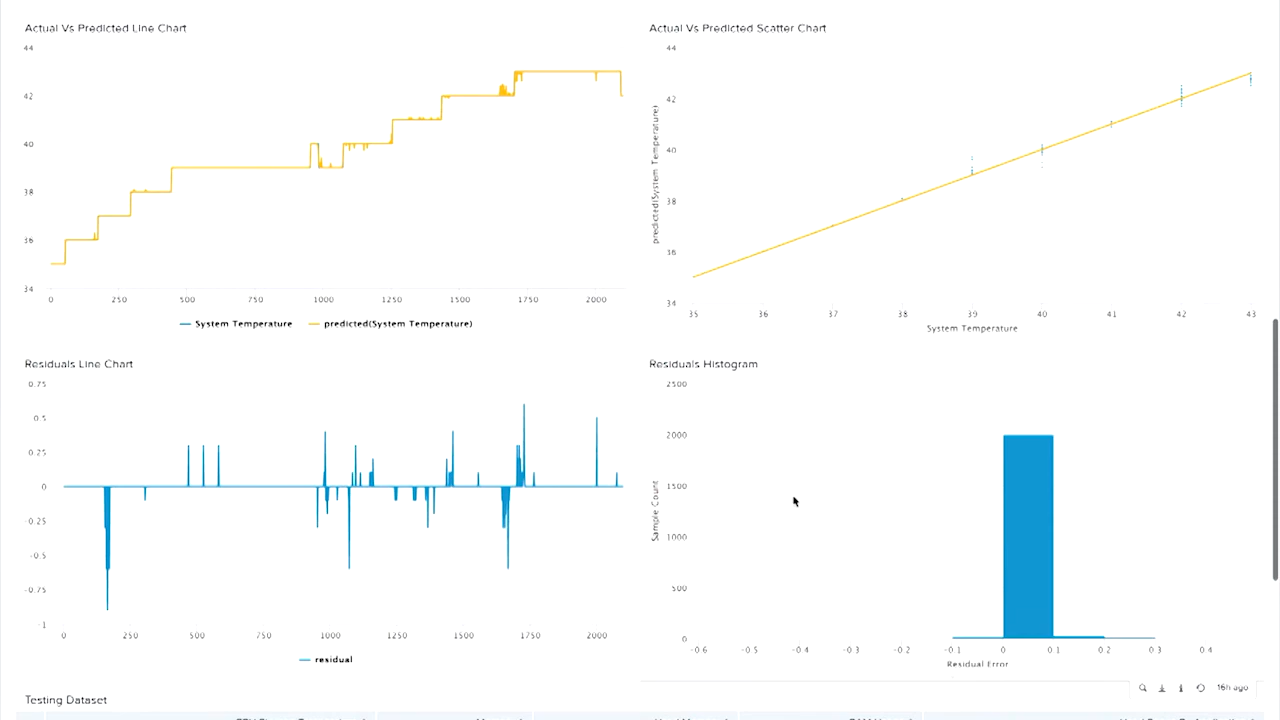 Actual Vs Predicted Line Chart
44
42
40
38
36
34
0 250 500 750 1000 1250 1500 1750 2000
System Temperature predicted(System Temperature)
Actual Vs Predicted Scatter Chart
44
42
40
38
36
34
predicted(System Temperature)
35 36 37 38 39 40 41 42 43
System Temperature
Residuals Line Chart
0.75
0.5
0.25
0
-0.25
-0.5
-0.75
-1
0 250 500 750 1000 1250 1500 1750 2000
residual
Residuals Histogram
2500
2000
1500
1000
500
0
Sample Count
-0.6 -0.5 -0.4 -0.3 -0.2 -0.1 0 0.1 0.2 0.3 0.4
Residual Error
16h ago
Testing Dataset